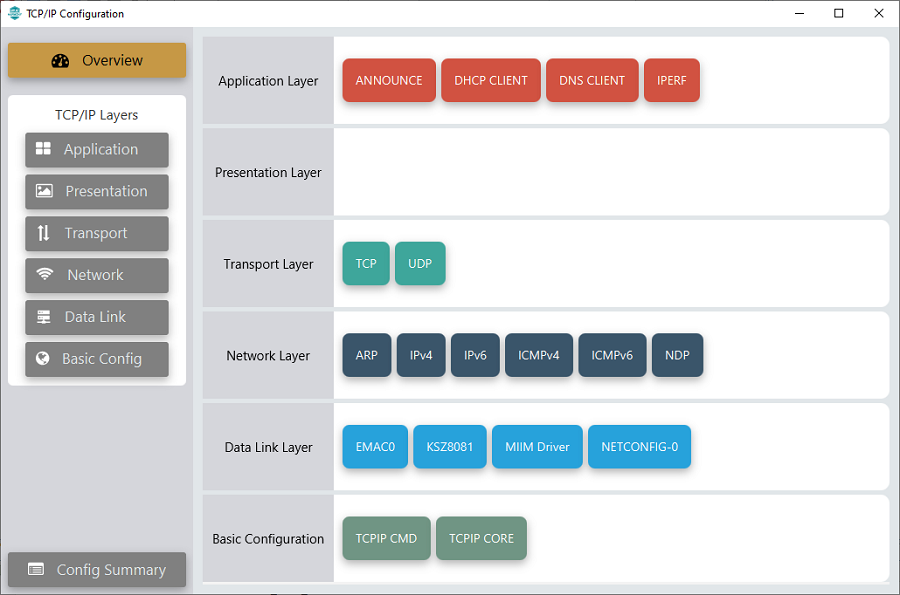 TCP/IP Configuration
Overview
TCP/IP Layers
Application
Presentation
Transport
Network
Data Link
Basic Config
Config Summary
Application Layer
ANNOUNCE DHCP CLIENT DNS CLIENT IPERF
Presentation Layer
Transport Layer
TCP UDP
Network Layer
ARP IPv4 IPv6 ICMPv4 ICMPv6 NDP
Data Link Layer
EMAC0 KSZ8081 MIIM Driver NETCONFIG-0
Basic Configuration
TCPIP CMD TCPIP CORE